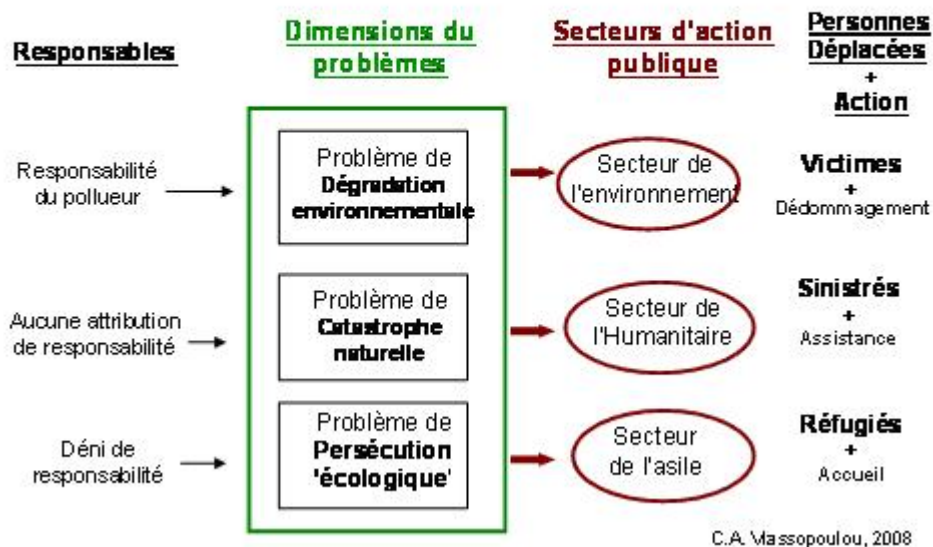 Responsables
Dimensions du
problèmes
Secteurs d'action
publique
Personnes
Déplacées
+
Action
Responsabilité
du pollueur
Problème de
Dégradation
environnementale
Secteur de
l'environnement
Victimes
+
Dédommagement
Aucune attribution
de responsabilité
Problème de
Catastrophe
naturelle
Secteur de
l'Humanitaire
Sinistrés
+
Assistance
Déni de
responsabilité
Problème de
Persécution
'écologique'
Secteur
de l'asile
Réfugiés
+
Accueil
C.A. Vlassopoulou, 2008